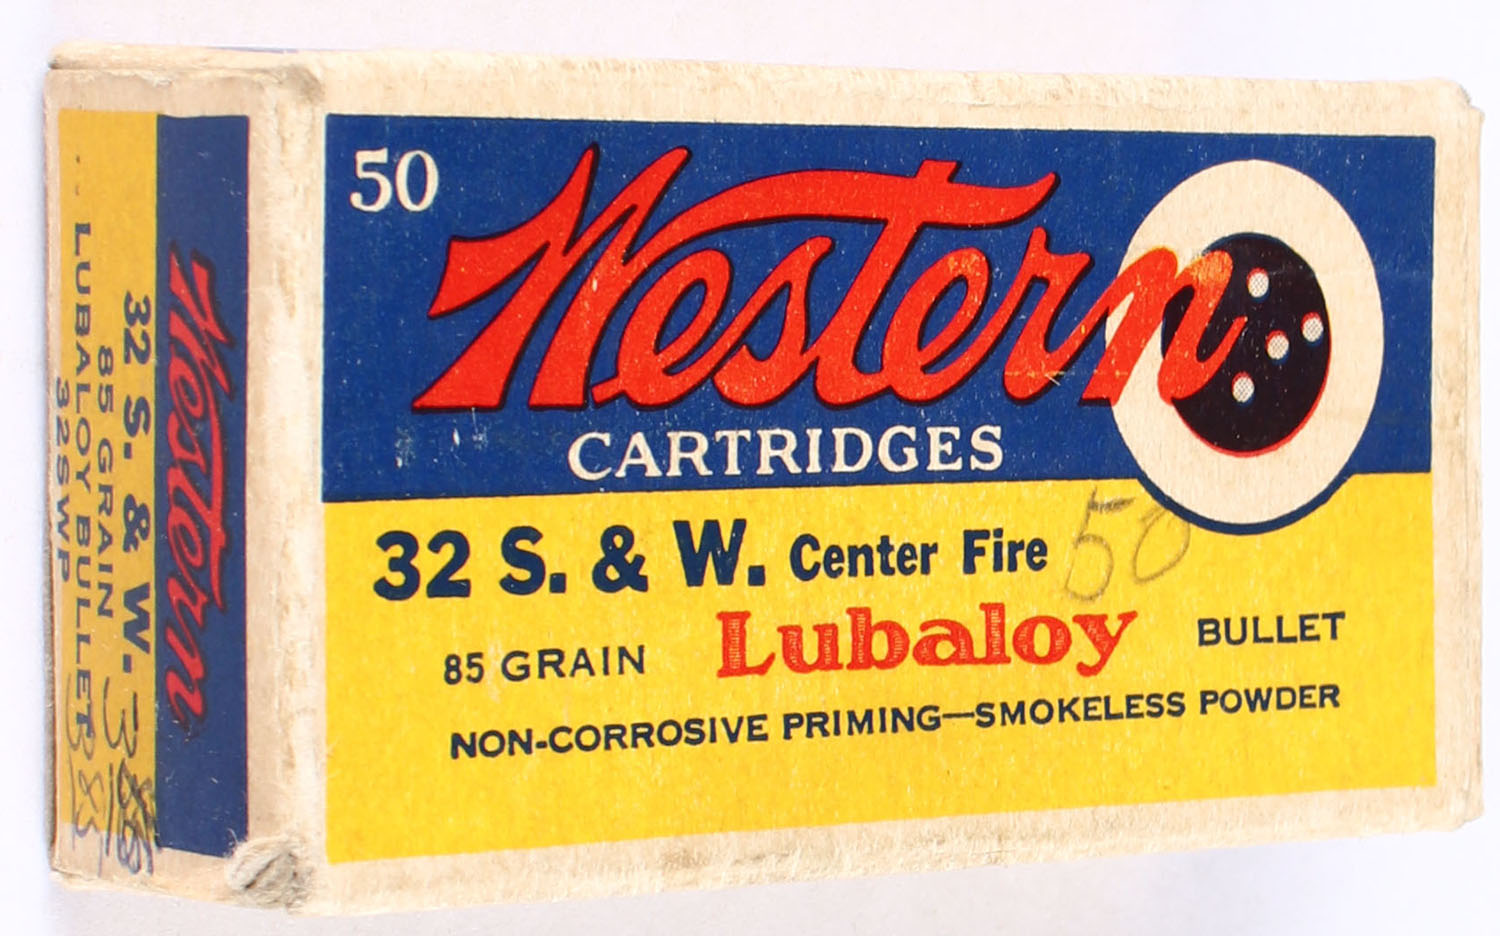 50
Western
CARTRIDGES
32 S. & W. Center Fire 50
85 GRAIN Lubaloy BULLET
NON-CORROSIVE PRIMING—SMOKELESS POWDER
Western
32 S. & W.
85 GRAIN
LUBALOY BULLET
32SWP